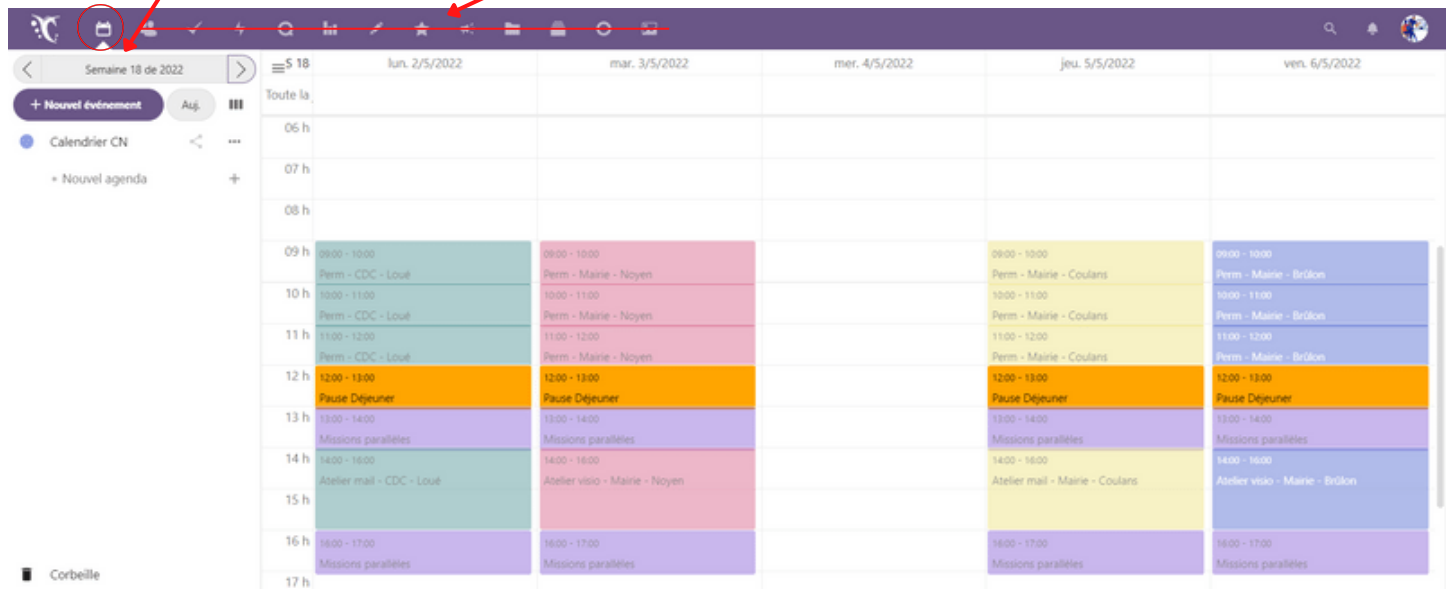 Semaine 18 de 2022
+ Nouvel événement
Auj.
Calendrier CN
+ Nouvel agenda
Corbeille
S 18
lun. 2/5/2022
mar. 3/5/2022
mer. 4/5/2022
jeu. 5/5/2022
ven. 6/5/2022
Toute la
06 h
07 h
08 h
09 h
10 h
11 h
12 h
13 h
14 h
15 h
16 h
17 h
09:00 - 10:00
Perm - CDC - Loué
10:00 - 11:00
Perm - CDC - Loué
11:00 - 12:00
Perm - CDC - Loué
12:00 - 13:00
Pause Déjeuner
13:00 - 14:00
Missions parallèles
14:00 - 16:00
Atelier mail - CDC - Loué
16:00 - 17:00
Missions parallèles
09:00 - 10:00
Perm - Mairie - Noyen
10:00 - 11:00
Perm - Mairie - Noyen
11:00 - 12:00
Perm - Mairie - Noyen
12:00 - 13:00
Pause Déjeuner
13:00 - 14:00
Missions parallèles
14:00 - 16:00
Atelier visio - Mairie - Noyen
16:00 - 17:00
Missions parallèles
09:00 - 10:00
Perm - Mairie - Coulans
10:00 - 11:00
Perm - Mairie - Coulans
11:00 - 12:00
Perm - Mairie - Coulans
12:00 - 13:00
Pause Déjeuner
13:00 - 14:00
Missions parallèles
14:00 - 16:00
Atelier mail - Mairie - Coulans
16:00 - 17:00
Missions parallèles
09:00 - 10:00
Perm - Mairie - Brûlon
10:00 - 11:00
Perm - Mairie - Brûlon
11:00 - 12:00
Perm - Mairie - Brûlon
12:00 - 13:00
Pause Déjeuner
13:00 - 14:00
Missions parallèles
14:00 - 16:00
Atelier visio - Mairie - Brûlon
16:00 - 17:00
Missions parallèles